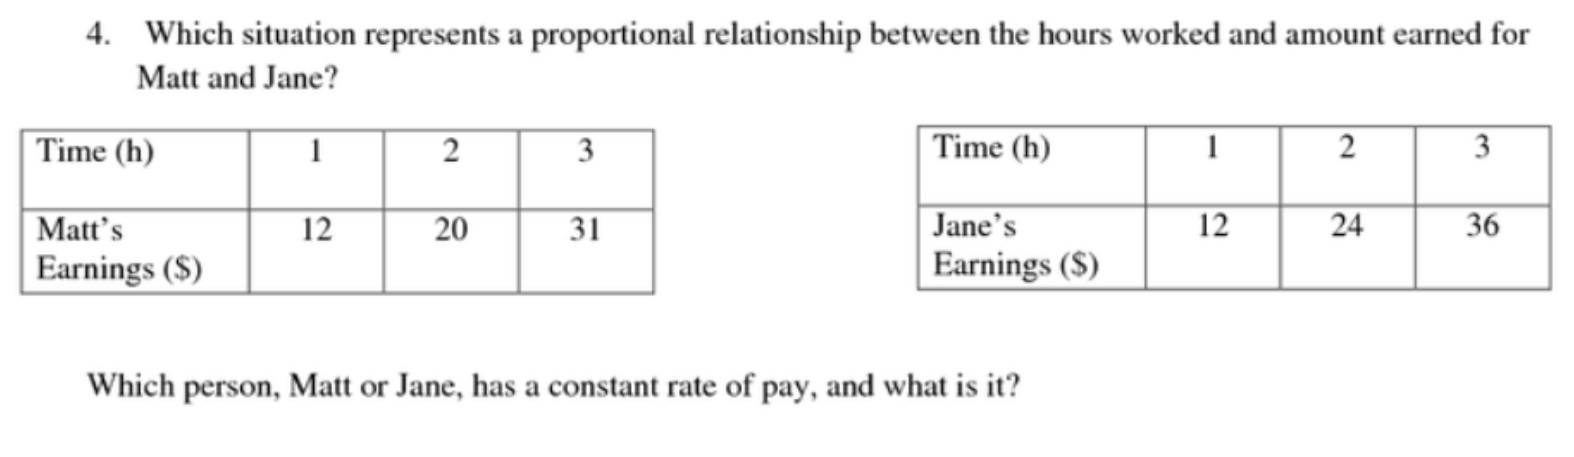 4. Which situation represents a proportional relationship between the hours worked and amount earned for
Matt and Jane?
Time (h) 1 2 3
Matt’s
Earnings ($) 12 20 31
Time (h) 1 2 3
Jane’s
Earnings ($) 12 24 36
Which person, Matt or Jane, has a constant rate of pay, and what is it?